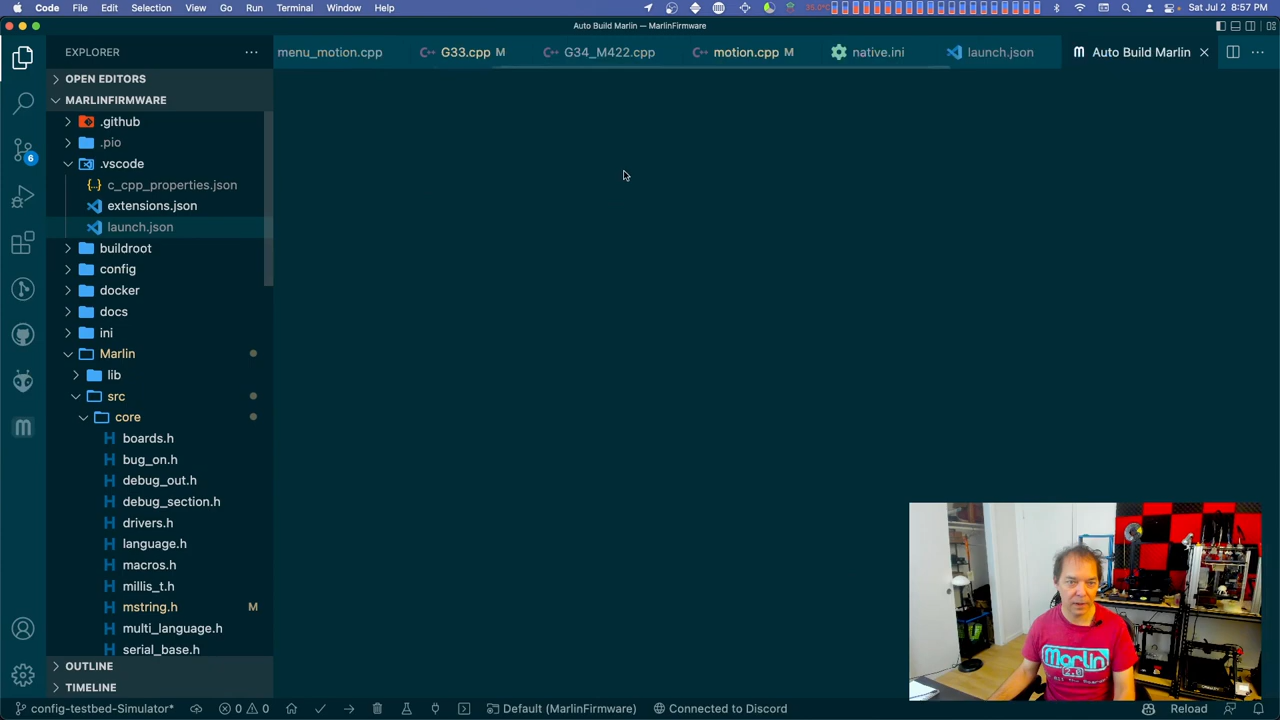 Code File Edit Selection View Go Run Terminal Window Help
Sat Jul 2 8:57 PM
Auto Build Marlin — MarlinFirmware
EXPLORER
menu_motion.cpp G33.cpp M G34_M422.cpp motion.cpp M native.ini launch.json Auto Build Marlin
OPEN EDITORS
MARLINFIRMWARE
.github
.pio
.vscode
c_cpp_properties.json
extensions.json
launch.json
buildroot
config
docker
docs
ini
Marlin
lib
src
core
boards.h
bug_on.h
debug_out.h
debug_section.h
drivers.h
language.h
macros.h
millis_t.h
mstring.h M
multi_language.h
serial_base.h
OUTLINE
TIMELINE
6
Marlin
2.0
config-testbed-Simulator* 0 0 Default (MarlinFirmware) Connected to Discord Reload